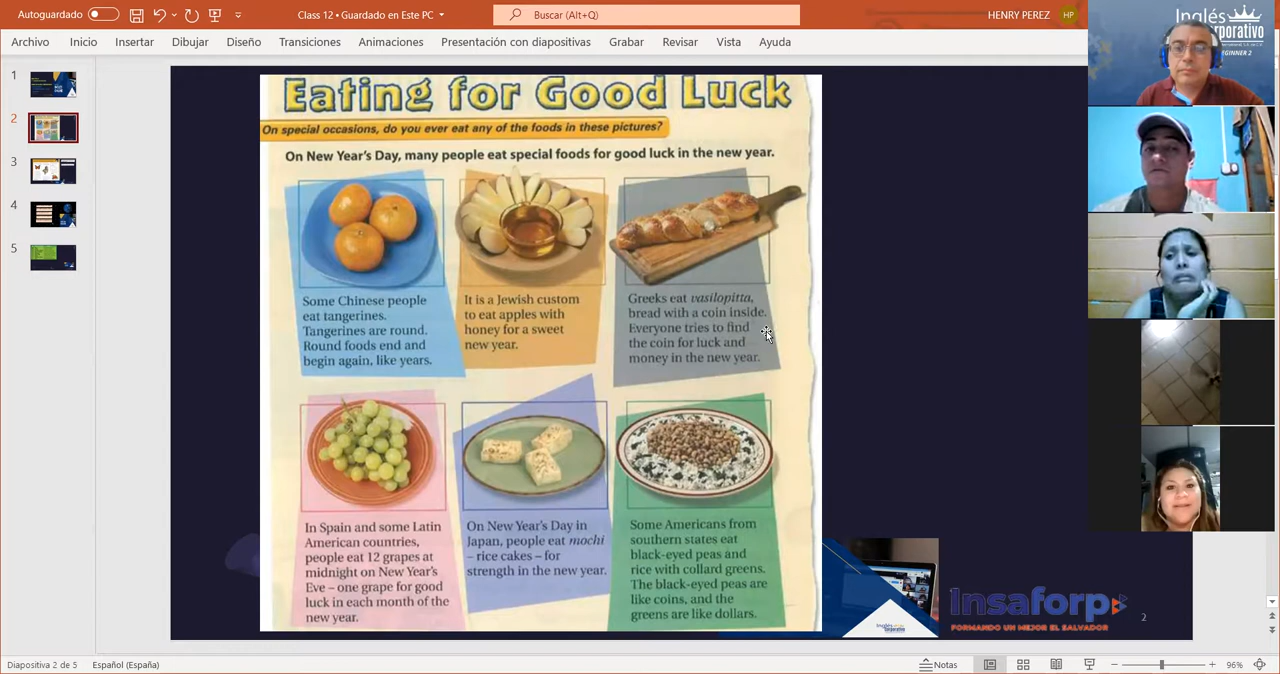 Autoguardado
Class 12 • Guardado en Este PC
Buscar (Alt+Q)
HENRY PEREZ
HP
Archivo
Inicio
Insertar
Dibujar
Diseño
Transiciones
Animaciones
Presentación con diapositivas
Grabar
Revisar
Vista
Ayuda
Inglés
Corporativo
BEGINNER 2
1
2
3
4
5
Eating for Good Luck
On special occasions, do you ever eat any of the foods in these pictures?
On New Year's Day, many people eat special foods for good luck in the new year.
Some Chinese people
eat tangerines.
Tangerines are round.
Round foods end and
begin again, like years.
It is a Jewish custom
to eat apples with
honey for a sweet
new year.
Greeks eat vasilopitta,
bread with a coin inside.
Everyone tries to find
the coin for luck and
money in the new year.
In Spain and some Latin
American countries,
people eat 12 grapes at
midnight on New Year's
Eve – one grape for good
luck in each month of the
new year.
On New Year's Day in
Japan, people eat mochi
– rice cakes – for
strength in the new year.
Some Americans from
southern states eat
black-eyed peas and
rice with collard greens.
The black-eyed peas are
like coins, and the
greens are like dollars.
Insaforp
FORMANDO UN MEJOR EL SALVADOR
2
Diapositiva 2 de 5
Español (España)
Notas
96%